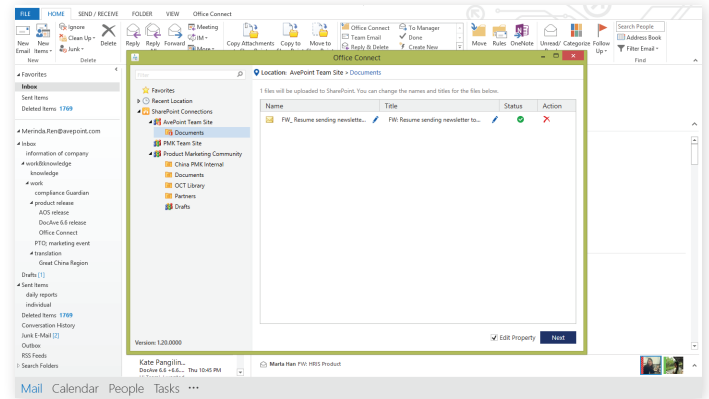 FILE HOME SEND / RECEIVE FOLDER VIEW Office Connect
New Email
New Items
Ignore
Clean Up
Junk
Delete
Reply
Reply
Forward
Meeting
IM
More
Copy Attachments
Copy to
Move to
Office Connect
Team Email
Reply & Delete
To Manager
Done
Create New
Move
Rules
OneNote
Unread/
Categorize
Follow Up
Search People
Address Book
Filter Email
New
Delete
Find
Office Connect
Favorites
Inbox
Sent Items
Deleted Items 1769
Merinda.Ren@avepoint.com
Inbox
information of company
work&knowledge
knowledge
work
compliance Guardian
product release
AOS release
DocAve 6.6 release
Office Connect
PTO; marketing event
translation
Great China Region
Drafts [1]
Sent Items
daily reports
individual
Deleted Items 1769
Conversation History
Junk E-Mail [2]
Outbox
RSS Feeds
Search Folders
Filter
Favorites
Recent Location
SharePoint Connections
AvePoint Team Site
Documents
PMK Team Site
Product Marketing Community
China PMK Internal
Documents
OCT Library
Partners
Drafts
Version: 1.20.0000
Location: AvePoint Team Site > Documents
1 files will be uploaded to SharePoint. You can change the names and titles for the files below.
Name Title Status Action
FW_ Resume sending newslette... FW: Resume sending newsletter to...
Edit Property Next
Kate Pangilin...
DocAve 6.6 +6.6... Thu 10:45 PM
Marla Han FW: HRIS Product
Mail Calendar People Tasks ···